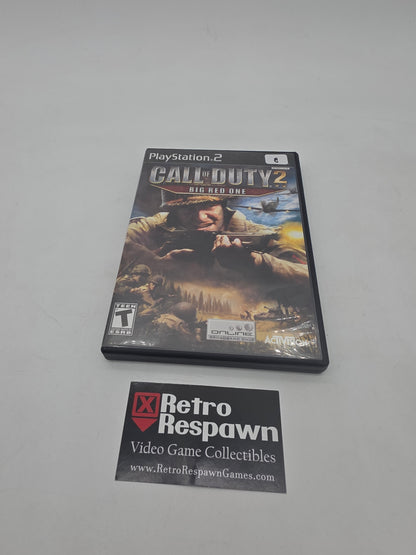 PlayStation®2
CALL OF DUTY 2
BIG RED ONE
TEEN
T
ESRB
ONLINE
ACTIVISION
Retro
Respawn
Video Game Collectibles
www.RetroRespawnGames.com